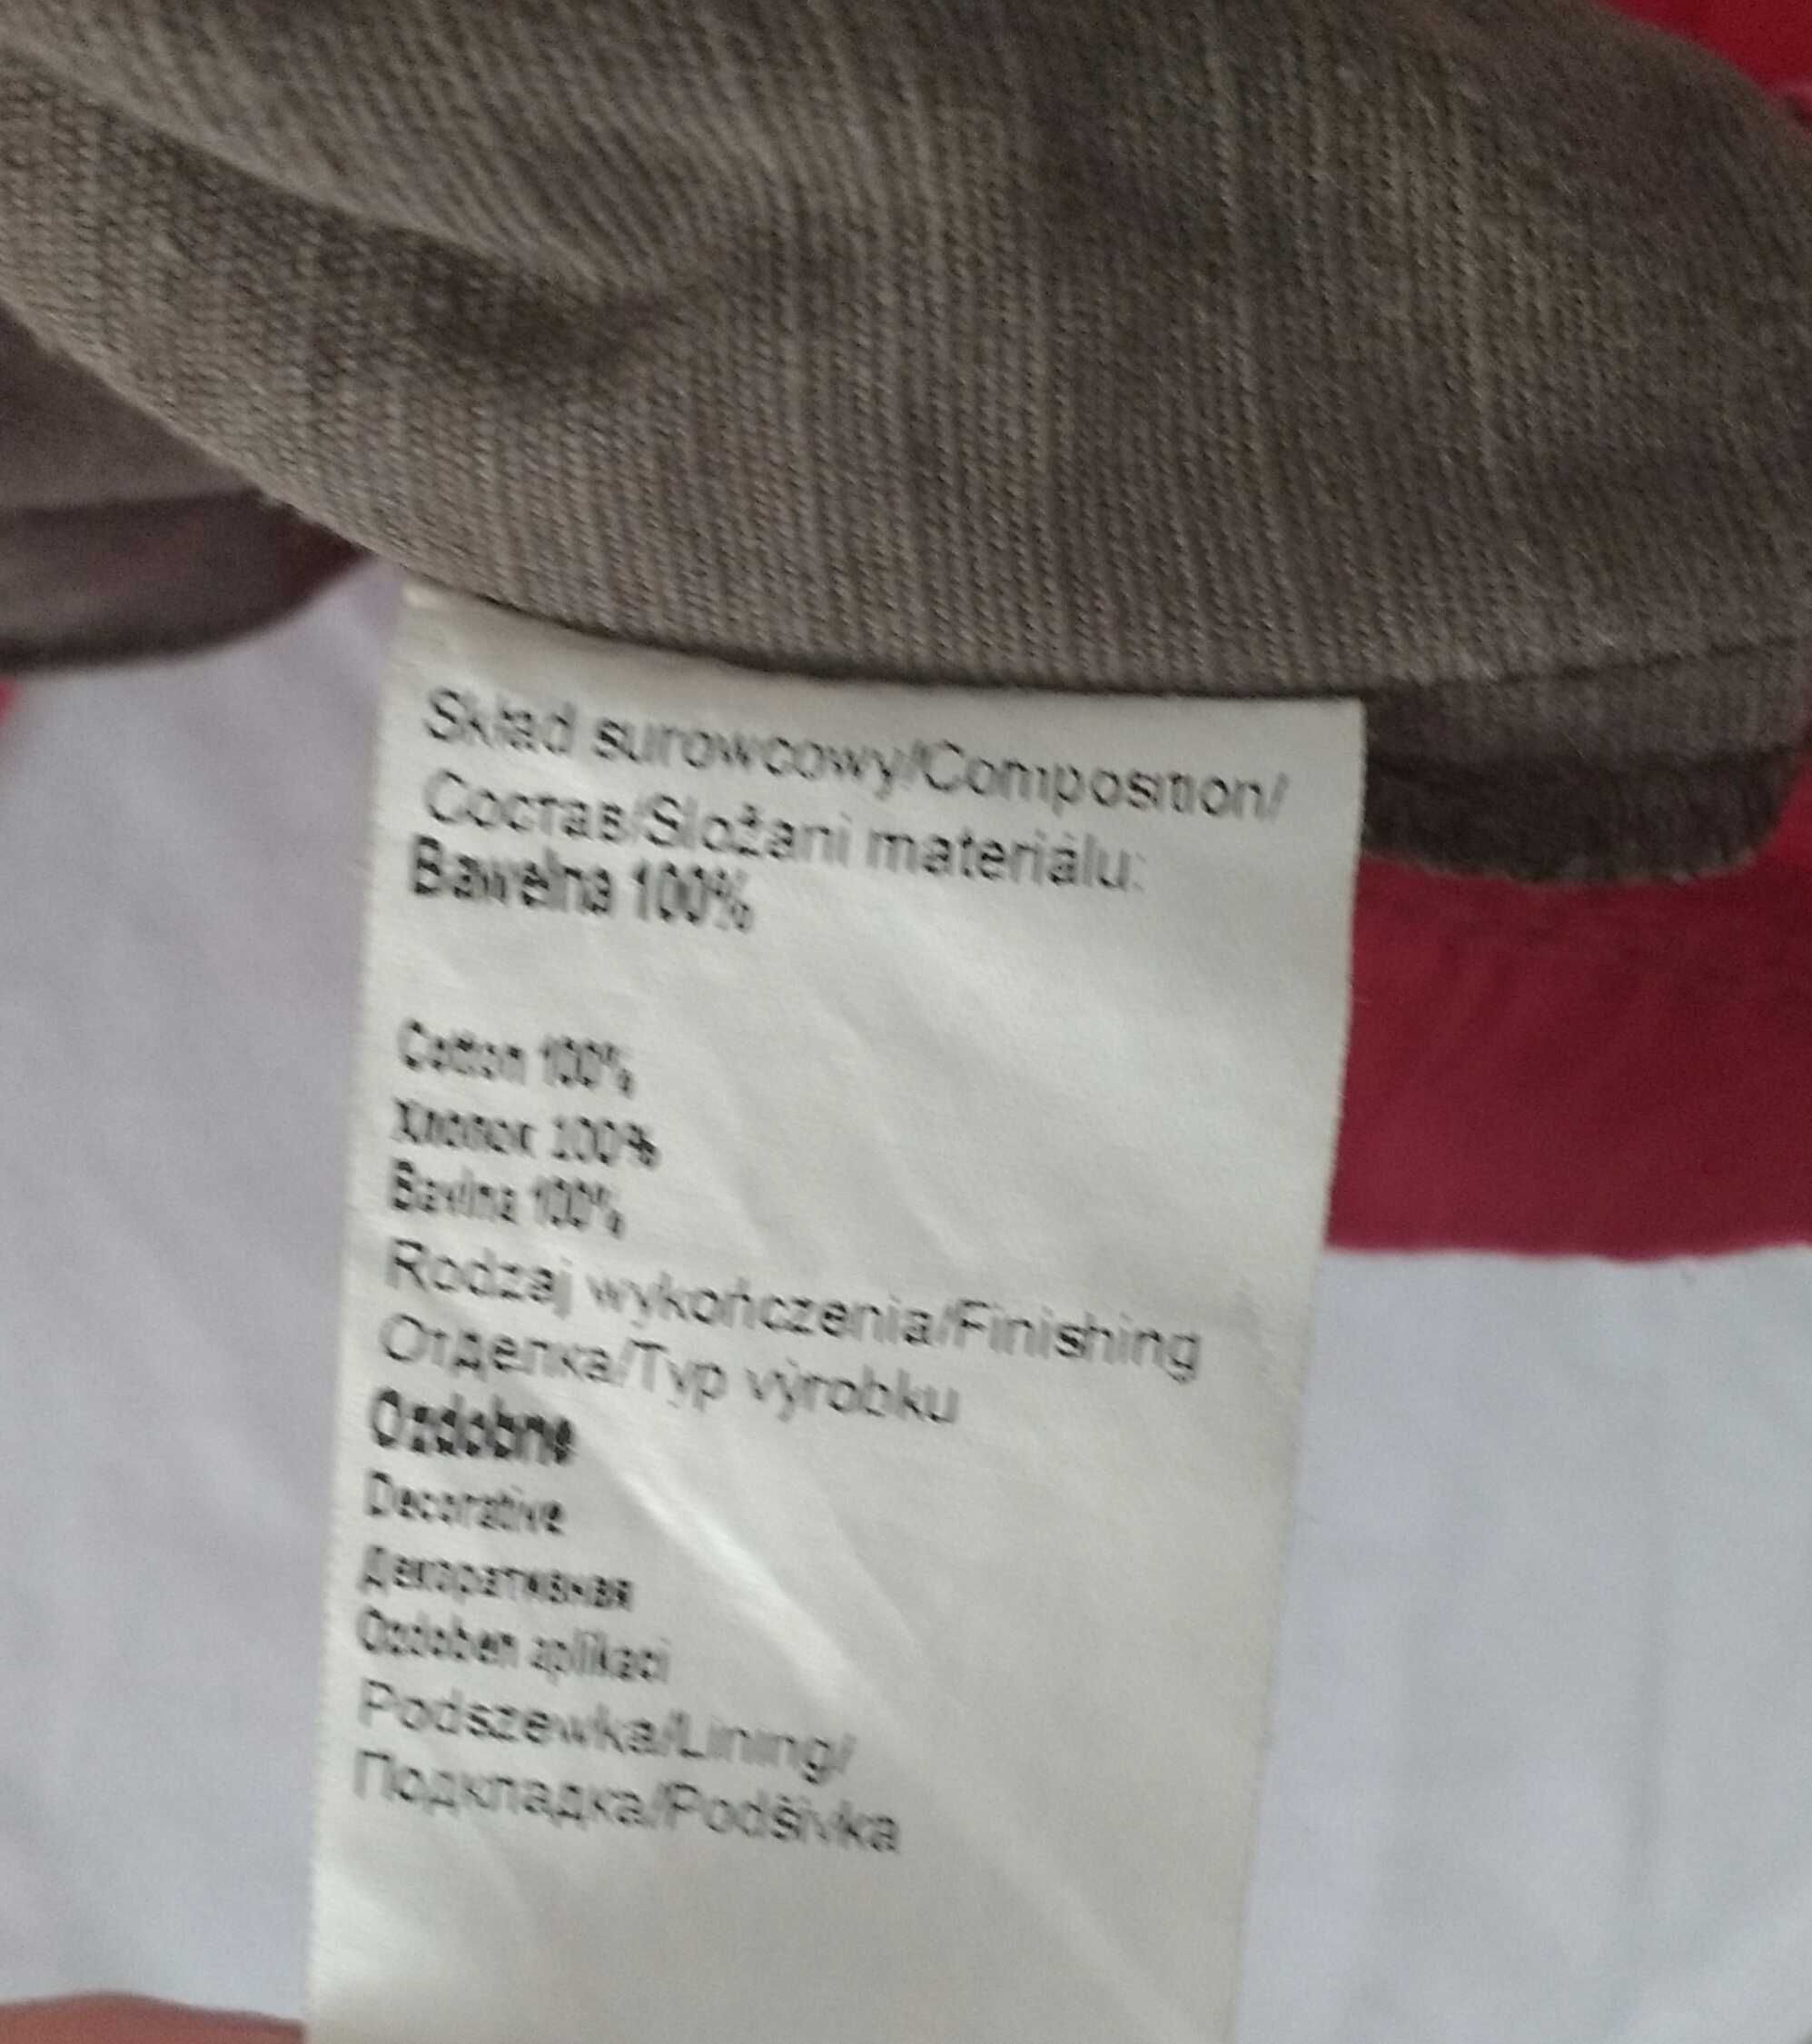 Skład surowcowy/Composition/
Состав/Složani materiálu:
Bawełna 100%
Cotton 100%
Хлопок 100%
Bavlna 100%
Rodzaj wykończenia/Finishing
Отделка/Typ výrobku
Ozdobne
Decorative
Декоративная
Ozdoben aplikaci
Podszewka/Lining/
Подкладка/Podšivka